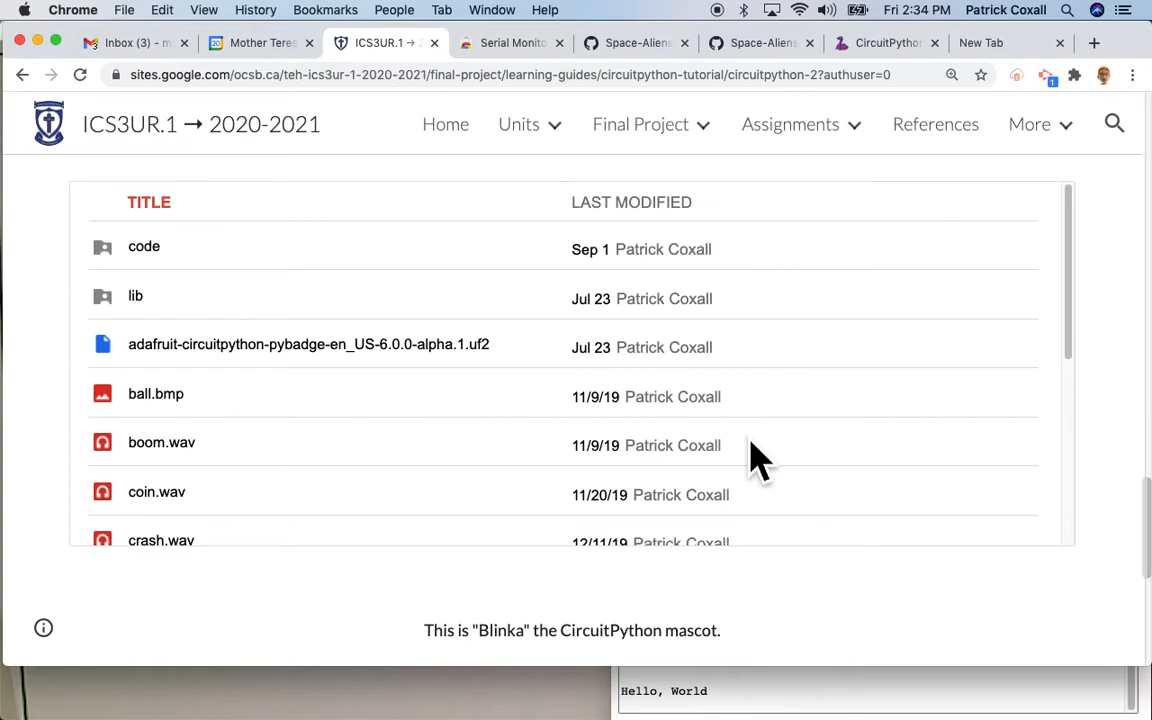 Chrome File Edit View History Bookmarks People Tab Window Help Fri 2:34 PM Patrick Coxall
Inbox (3) - m Mother Teres ICS3UR.1 → 2 Serial Monito Space-Aliens Space-Aliens CircuitPython New Tab
sites.google.com/ocsb.ca/teh-ics3ur-1-2020-2021/final-project/learning-guides/circuitpython-tutorial/circuitpython-2?authuser=0
1
ICS3UR.1 → 2020-2021 Home Units Final Project Assignments References More
TITLE LAST MODIFIED
code Sep 1 Patrick Coxall
lib Jul 23 Patrick Coxall
adafruit-circuitpython-pybadge-en_US-6.0.0-alpha.1.uf2 Jul 23 Patrick Coxall
ball.bmp 11/9/19 Patrick Coxall
boom.wav 11/9/19 Patrick Coxall
coin.wav 11/20/19 Patrick Coxall
crash.wav 12/11/19 Patrick Coxall
This is "Blinka" the CircuitPython mascot.
Hello, World